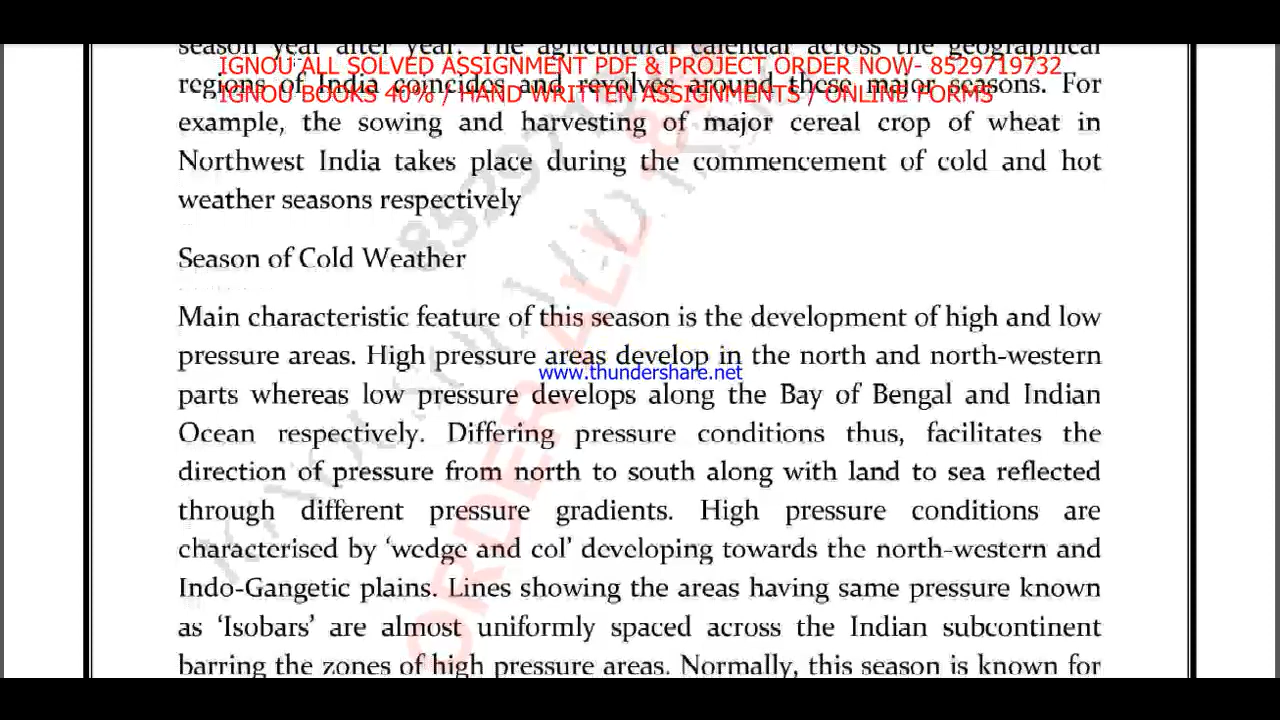 season year after year. The agricultural calendar across the geographical
IGNOU ALL SOLVED ASSIGNMENT PDF & PROJECT ORDER NOW- 8529719732
regions of India coincides and revolves around these major seasons. For
IGNOU BOOKS 40% / HAND WRITTEN ASSIGNMENTS / ONLINE FORMS
example, the sowing and harvesting of major cereal crop of wheat in
Northwest India takes place during the commencement of cold and hot
weather seasons respectively
Season of Cold Weather
Main characteristic feature of this season is the development of high and low
pressure areas. High pressure areas develop in the north and north-western
www.thundershare.net
parts whereas low pressure develops along the Bay of Bengal and Indian
Ocean respectively. Differing pressure conditions thus, facilitates the
direction of pressure from north to south along with land to sea reflected
through different pressure gradients. High pressure conditions are
characterised by ‘wedge and col’ developing towards the north-western and
Indo-Gangetic plains. Lines showing the areas having same pressure known
as ‘Isobars’ are almost uniformly spaced across the Indian subcontinent
barring the zones of high pressure areas. Normally, this season is known for
ORDER ALL